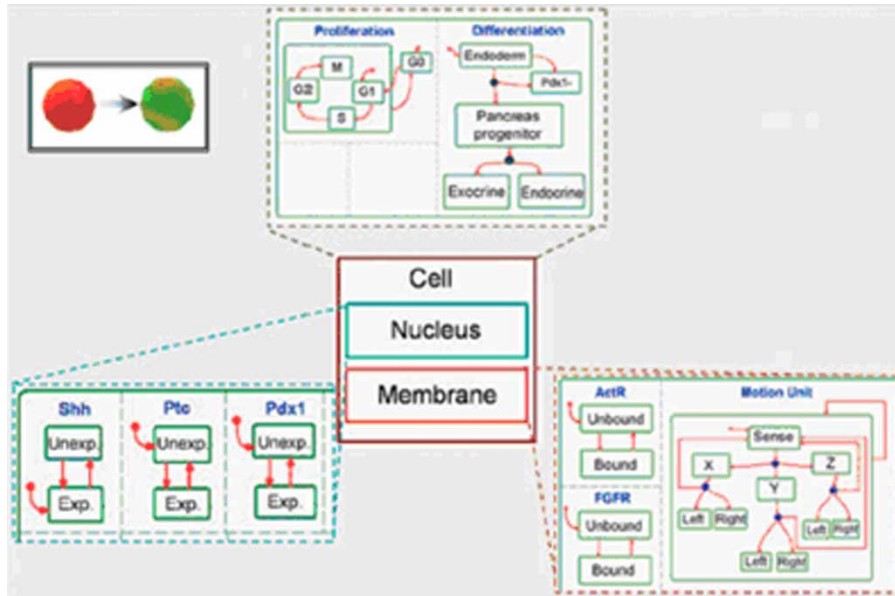 Proliferation
Differentiation
M
G2
G1
G0
S
Endoderm
Pdx1-
Pancreas
progenitor
Exocrine
Endocrine
Cell
Nucleus
Membrane
Shh
Ptc
Pdx1
Unexp.
Unexp.
Unexp.
Exp.
Exp.
Exp.
ActR
Unbound
Bound
FGFR
Unbound
Bound
Motion Unit
Sense
X
Z
Y
Left
Right
Left
Right
Left
Right